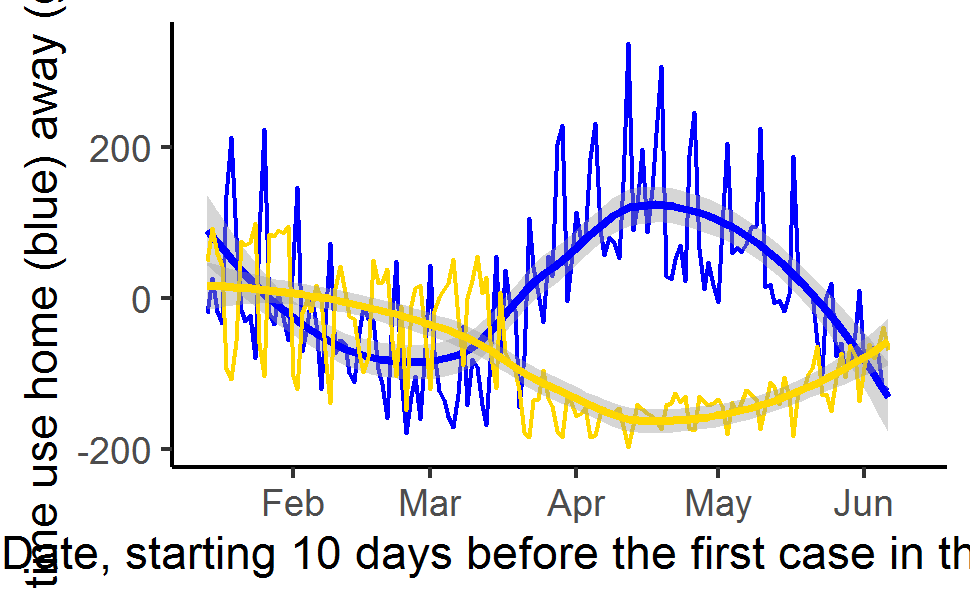 time use home (blue) away (g
200
0
-200
Feb Mar Apr May Jun
Date, starting 10 days before the first case in th